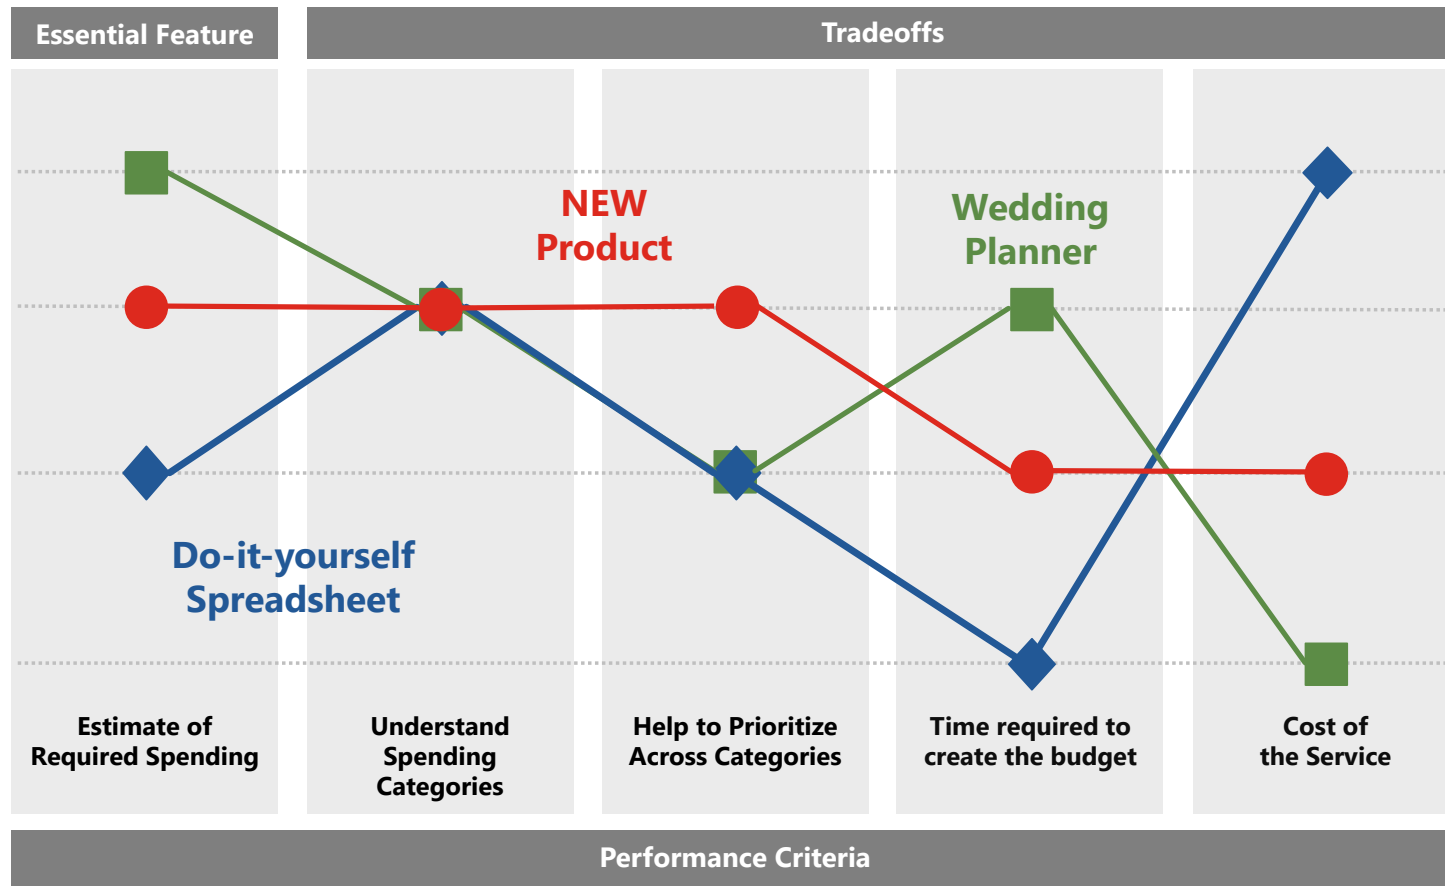 Essential Feature
Tradeoffs
NEW
Product
Wedding
Planner
Do-it-yourself
Spreadsheet
Estimate of
Required Spending
Understand
Spending
Categories
Help to Prioritize
Across Categories
Time required to
create the budget
Cost of
the Service
Performance Criteria